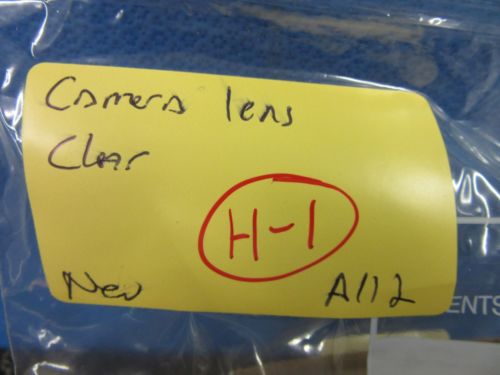 Camera lens
Clear
H-1
New A112
ENTS